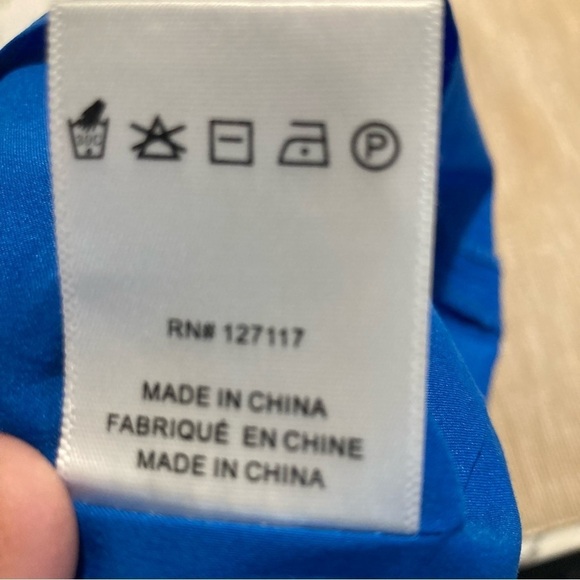 P
RN# 127117
MADE IN CHINA
FABRIQUÉ EN CHINE
MADE IN CHINA